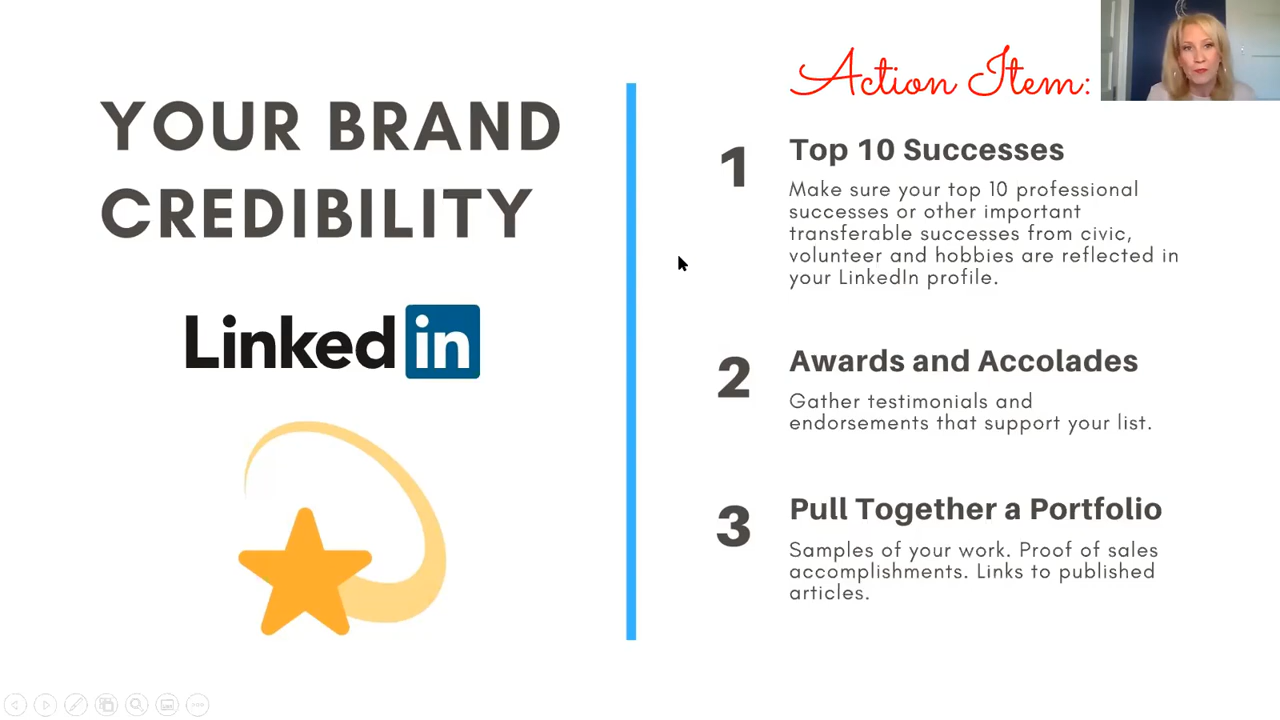 YOUR BRAND
CREDIBILITY
Linked in
Action Item:
1
Top 10 Successes
Make sure your top 10 professional
successes or other important
transferable successes from civic,
volunteer and hobbies are reflected in
your LinkedIn profile.
2
Awards and Accolades
Gather testimonials and
endorsements that support your list.
3
Pull Together a Portfolio
Samples of your work. Proof of sales
accomplishments. Links to published
articles.